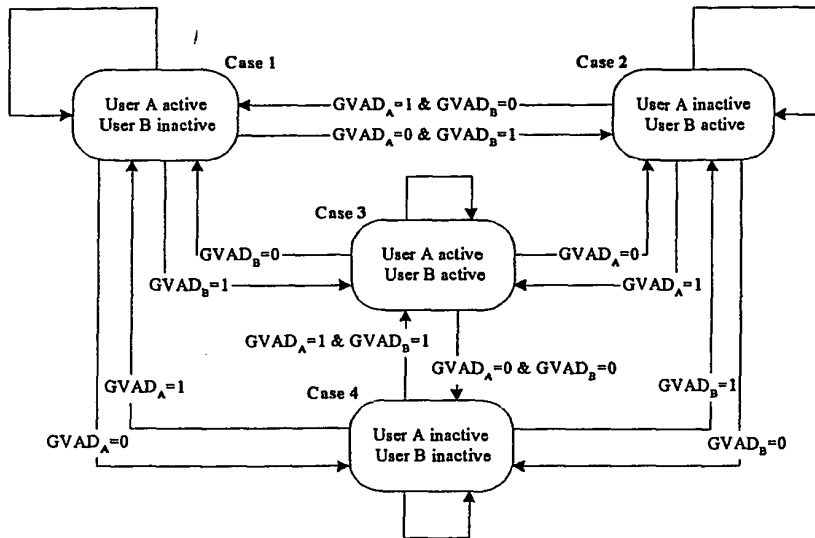 Case 1
Case 2
User A active
User B inactive
GVAD_A=1 & GVAD_B=0
GVAD_A=0 & GVAD_B=1
User A inactive
User B active
Case 3
GVAD_B=0
User A active
User B active
GVAD_A=0
GVAD_B=1
GVAD_A=1
GVAD_A=1 & GVAD_B=1
GVAD_A=0 & GVAD_B=0
GVAD_A=1
GVAD_B=1
Case 4
User A inactive
User B inactive
GVAD_A=0
GVAD_B=0